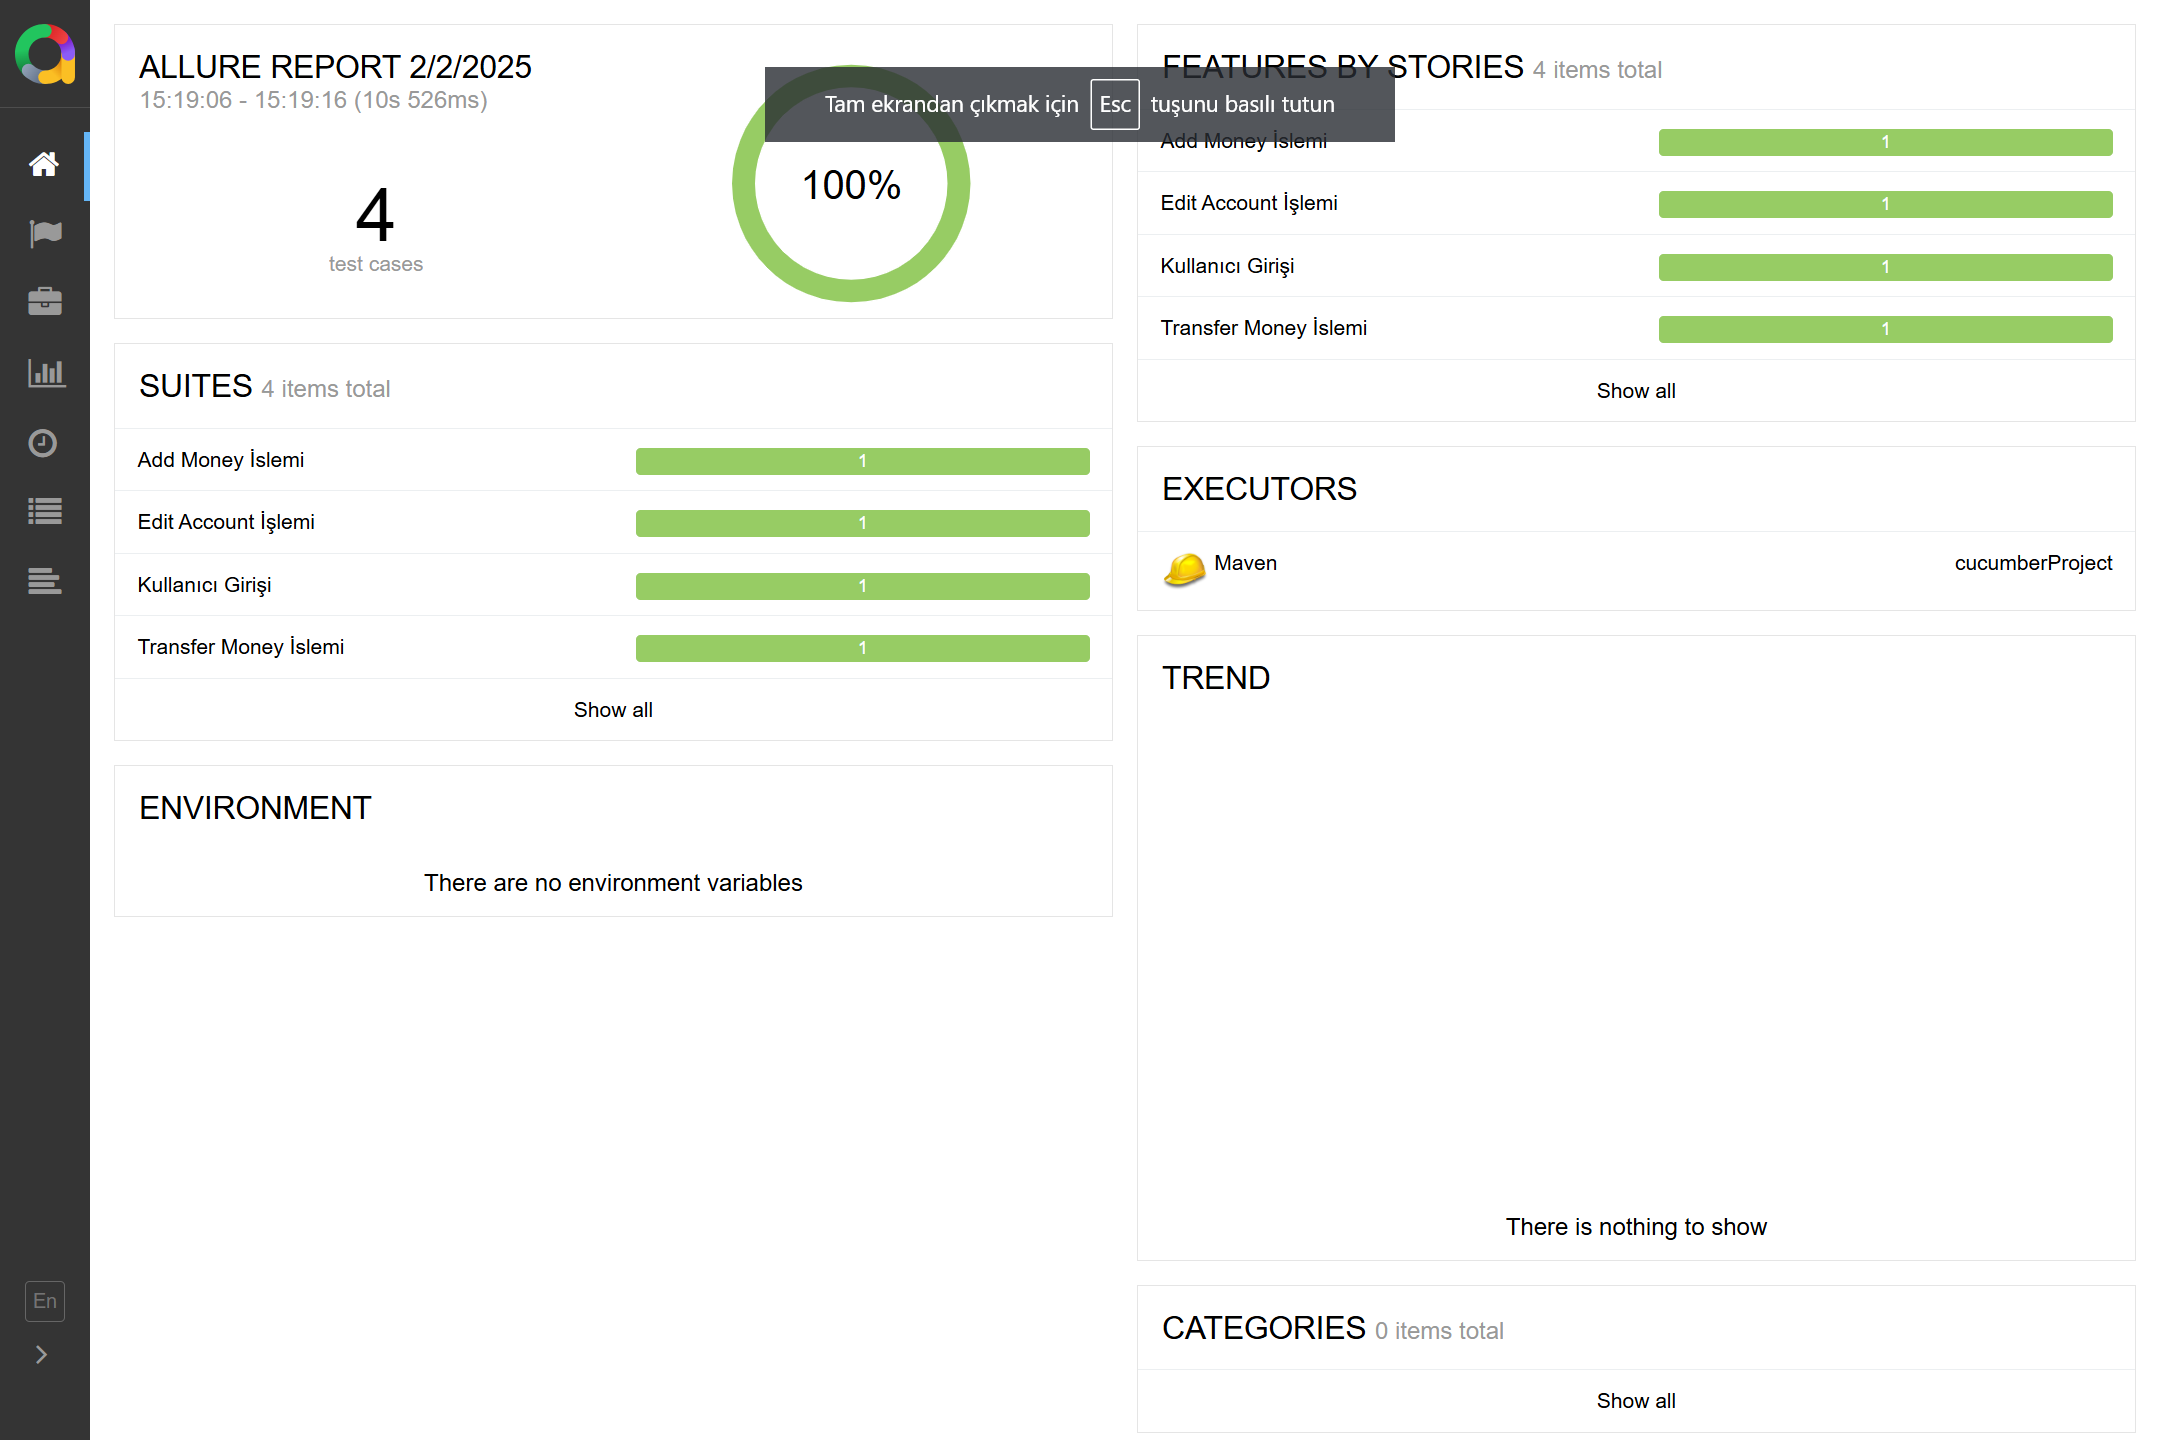 ALLURE REPORT 2/2/2025
15:19:06 - 15:19:16 (10s 526ms)
4
test cases
100%
Tam ekrandan çıkmak için Esc tuşunu basılı tutun
SUITES 4 items total
Add Money İslemi 1
Edit Account İşlemi 1
Kullanıcı Girişi 1
Transfer Money İslemi 1
Show all
ENVIRONMENT
There are no environment variables
FEATURES BY STORIES 4 items total
Add Money İslemi 1
Edit Account İşlemi 1
Kullanıcı Girişi 1
Transfer Money İslemi 1
Show all
EXECUTORS
Maven cucumberProject
TREND
There is nothing to show
CATEGORIES 0 items total
Show all
En